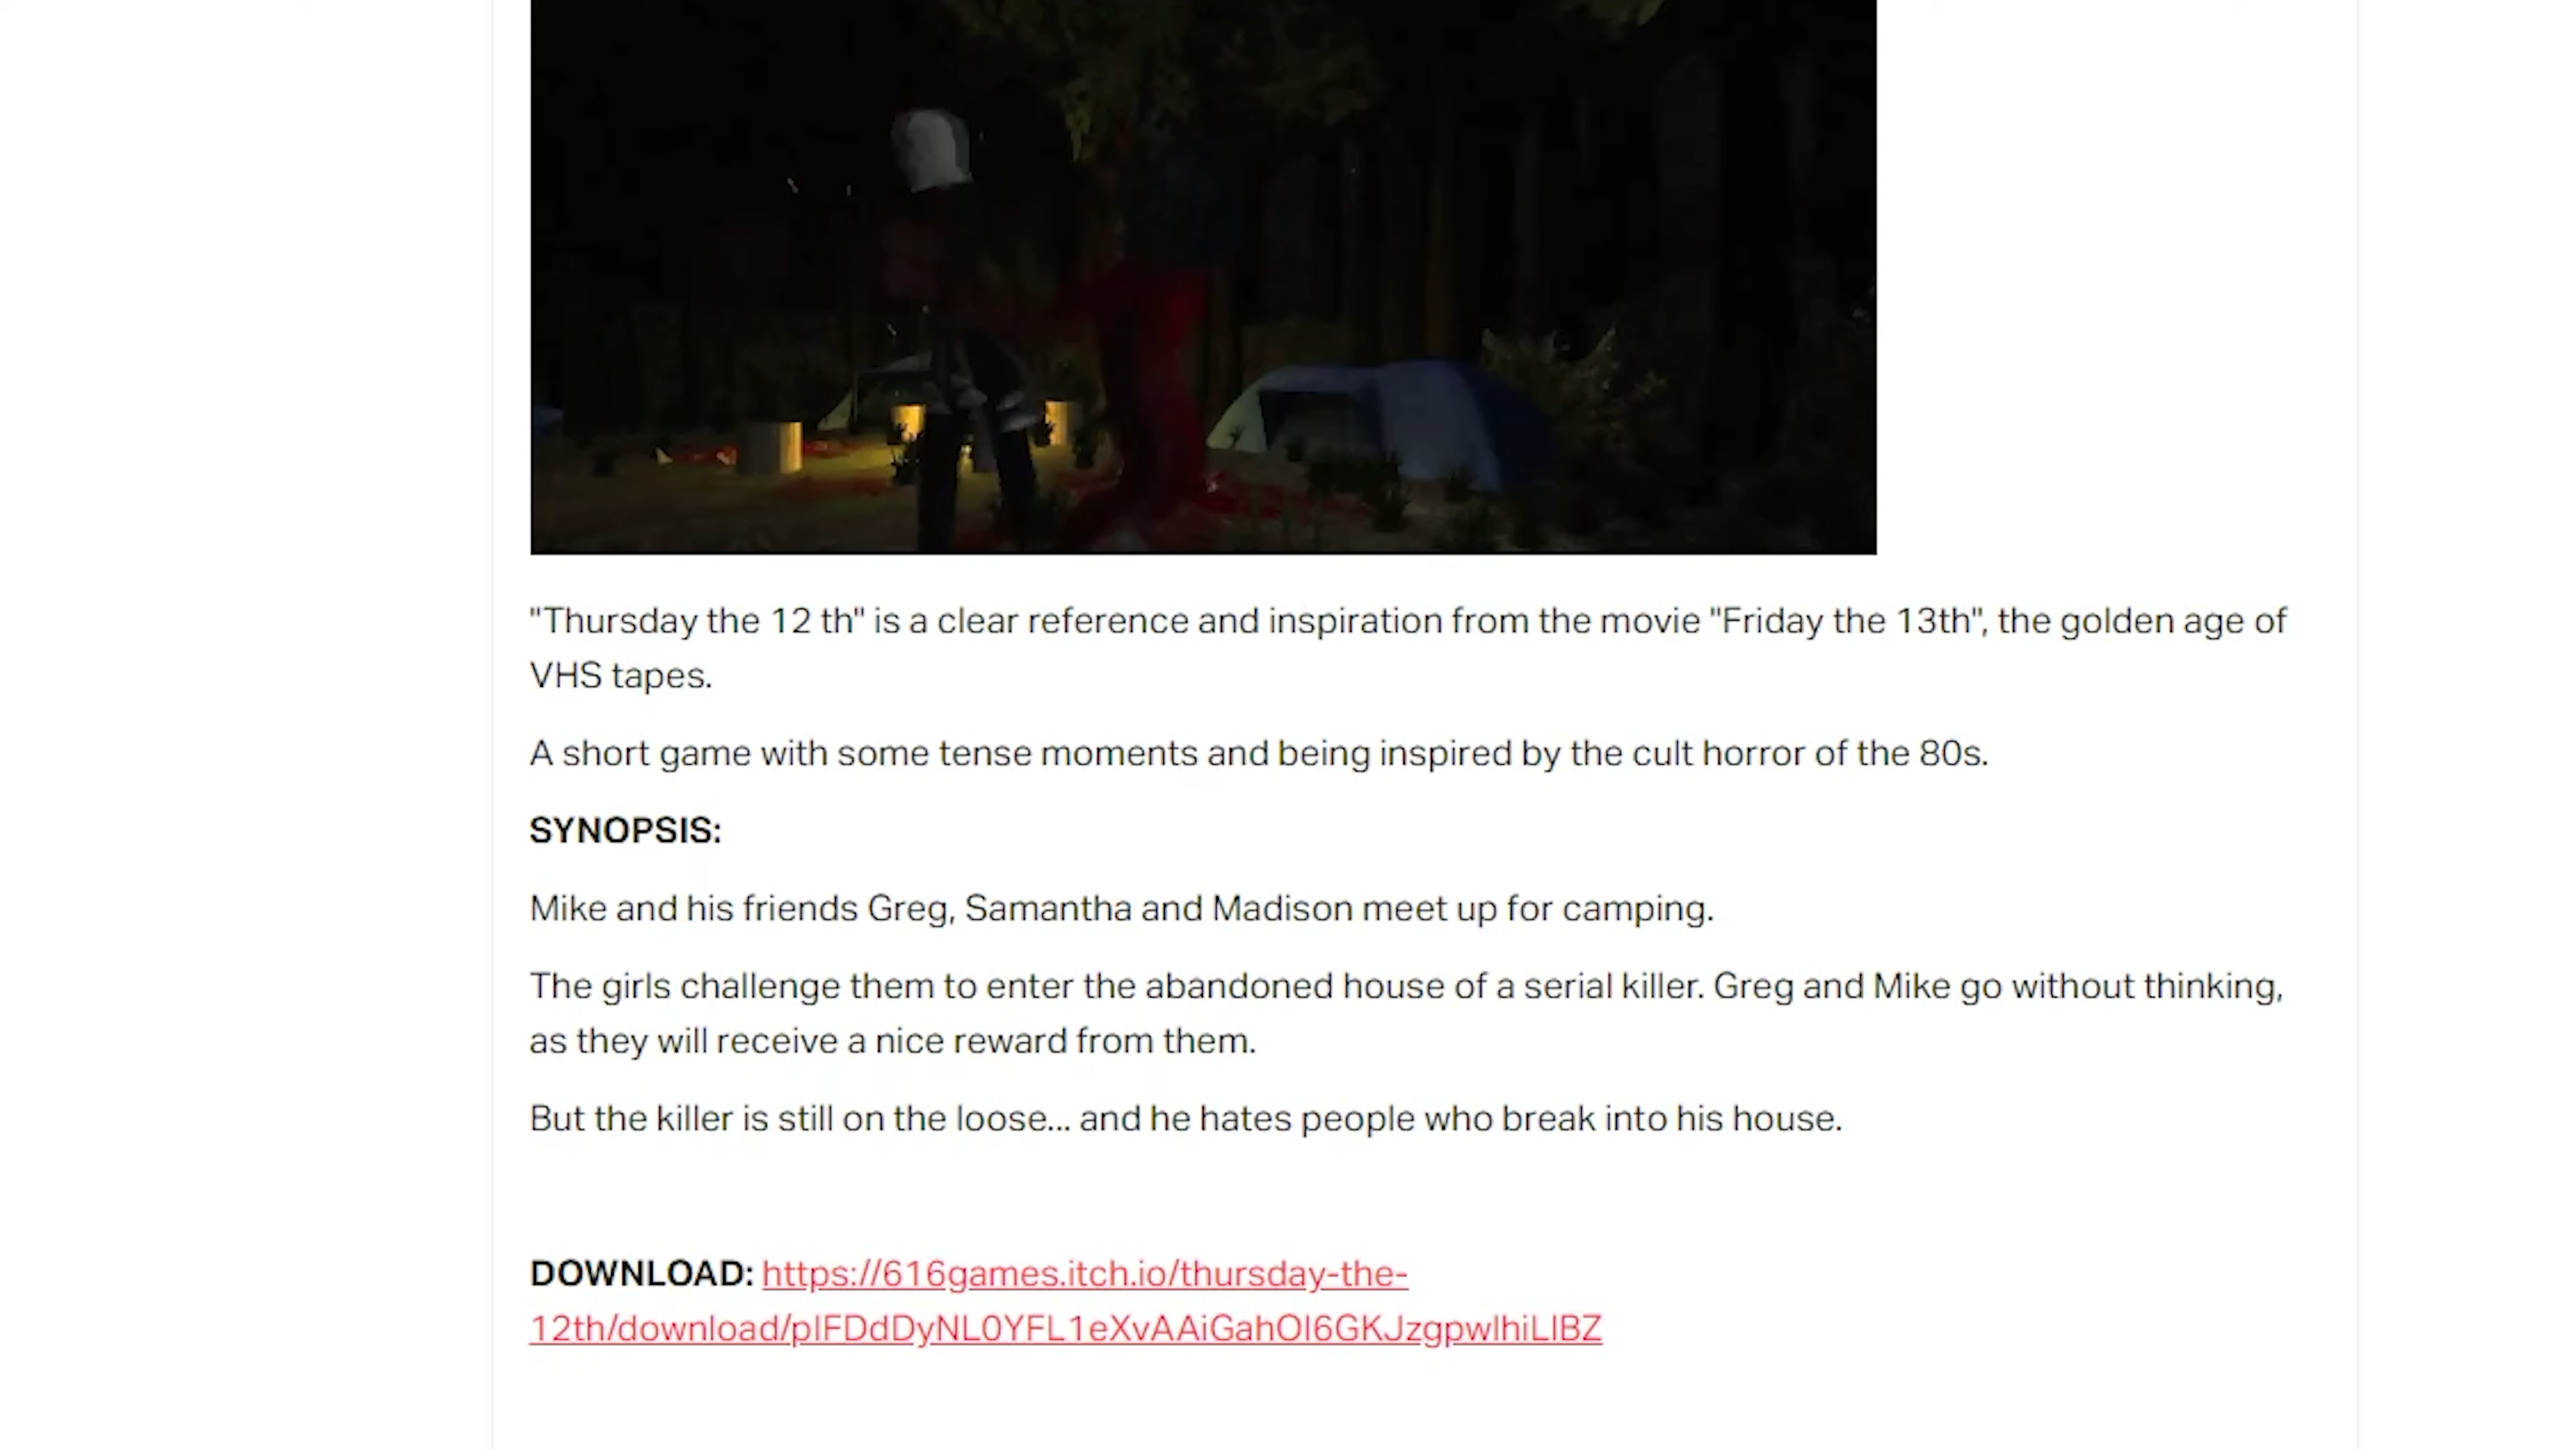 "Thursday the 12 th" is a clear reference and inspiration from the movie "Friday the 13th", the golden age of
VHS tapes.
A short game with some tense moments and being inspired by the cult horror of the 80s.
SYNOPSIS:
Mike and his friends Greg, Samantha and Madison meet up for camping.
The girls challenge them to enter the abandoned house of a serial killer. Greg and Mike go without thinking,
as they will receive a nice reward from them.
But the killer is still on the loose... and he hates people who break into his house.
DOWNLOAD: https://616games.itch.io/thursday-the-
12th/download/plFDdDyNL0YFL1eXvAAiGahOl6GKJzgpwlhiLlBZ